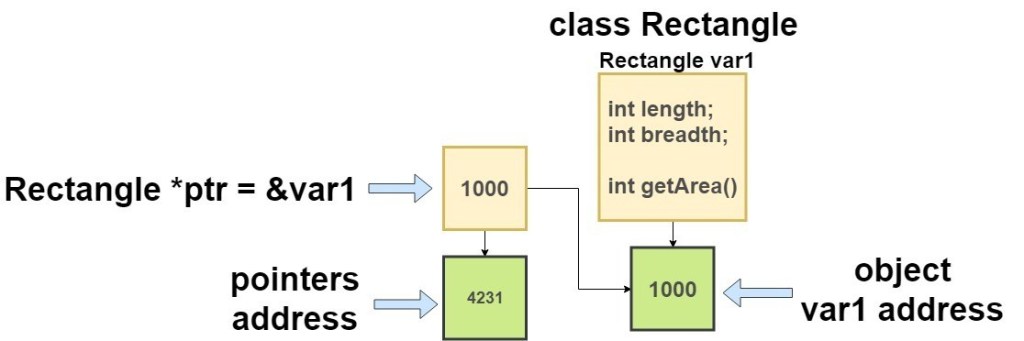 class Rectangle
Rectangle var1
int length;
int breadth;
int getArea()
Rectangle *ptr = &var1
1000
pointers
address
4231
1000
object
var1 address